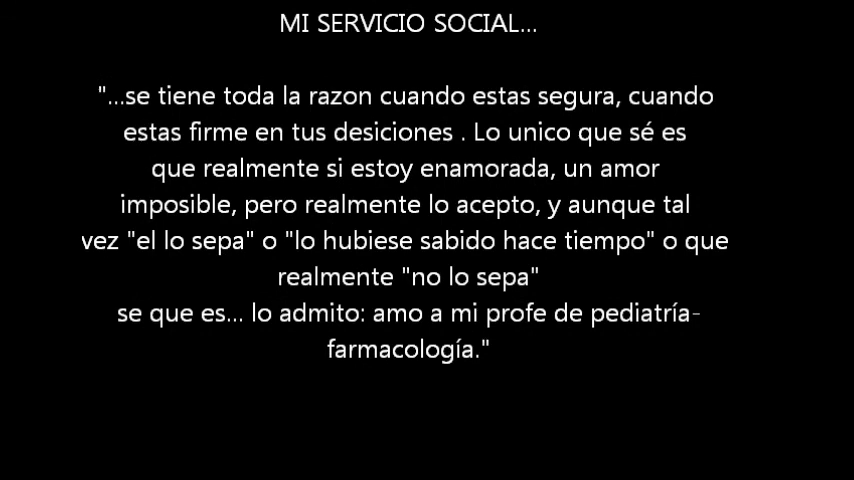 MI SERVICIO SOCIAL...
"...se tiene toda la razon cuando estas segura, cuando
estas firme en tus desiciones . Lo unico que sé es
que realmente si estoy enamorada, un amor
imposible, pero realmente lo acepto, y aunque tal
vez "el lo sepa" o "lo hubiese sabido hace tiempo" o que
realmente "no lo sepa"
se que es... lo admito: amo a mi profe de pediatría-
farmacología."